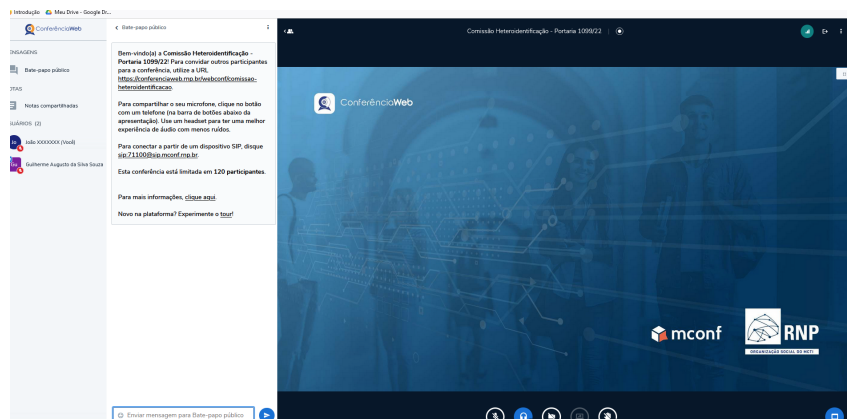 Introdução Meu Drive - Google Dr...
ConferênciaWeb
ENSAGENS
Bate-papo público
OTAS
Notas compartilhadas
SUÁRIOS (2)
Jo João XXXXXXX (Você)
Gu Guilherme Augusto da Silva Souza
Bate-papo público
Bem-vindo(a) a Comissão Heteroidentificação -
Portaria 1099/22! Para convidar outros participantes
para a conferência, utilize a URL
https://conferenciaweb.rnp.br/webconf/comissao-
heteroidentificacao.
Para compartilhar o seu microfone, clique no botão
com um telefone (na barra de botões abaixo da
apresentação). Use um headset para ter uma melhor
experiência de áudio com menos ruídos.
Para conectar a partir de um dispositivo SIP, disque
sip:71100@sip.mconf.rnp.br.
Esta conferência está limitada em 120 participantes.
Para mais informações, clique aqui.
Novo na plataforma? Experimente o tour!
Enviar mensagem para Bate-papo público
Comissão Heteroidentificação - Portaria 1099/22
ConferênciaWeb
mconf
RNP
ORGANIZAÇÃO SOCIAL DO MCTI